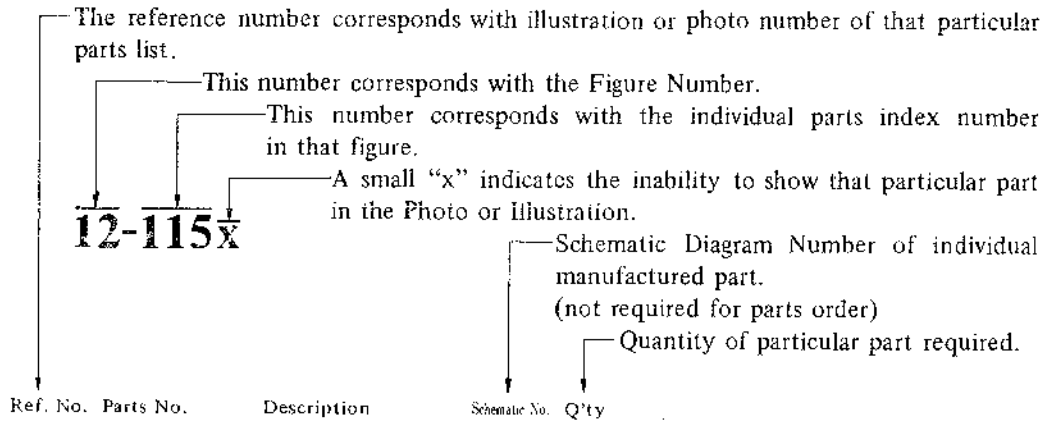 The reference number corresponds with illustration or photo number of that particular
parts list.
This number corresponds with the Figure Number.
This number corresponds with the individual parts index number
in that figure.
A small “x” indicates the inability to show that particular part
in the Photo or Illustration.
12-115x
Schematic Diagram Number of individual
manufactured part.
(not required for parts order)
Quantity of particular part required.
Ref. No. Parts No. Description Schematic No. Q'ty